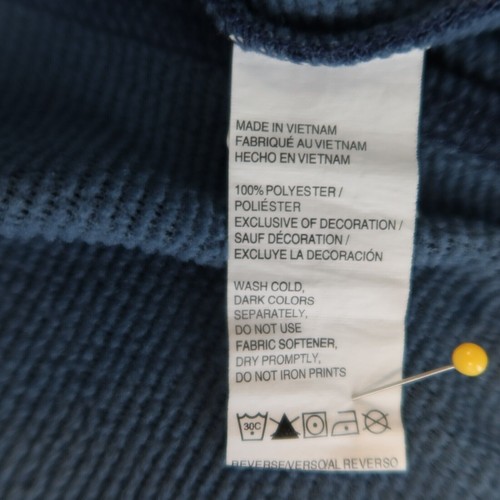 MADE IN VIETNAM
FABRIQUÉ AU VIETNAM
HECHO EN VIETNAM
100% POLYESTER /
POLIÉSTER
EXCLUSIVE OF DECORATION /
SAUF DÉCORATION /
EXCLUYE LA DECORACIÓN
WASH COLD,
DARK COLORS
SEPARATELY,
DO NOT USE
FABRIC SOFTENER,
DRY PROMPTLY,
DO NOT IRON PRINTS
30C
REVERSE/VERSO/AL REVERSO